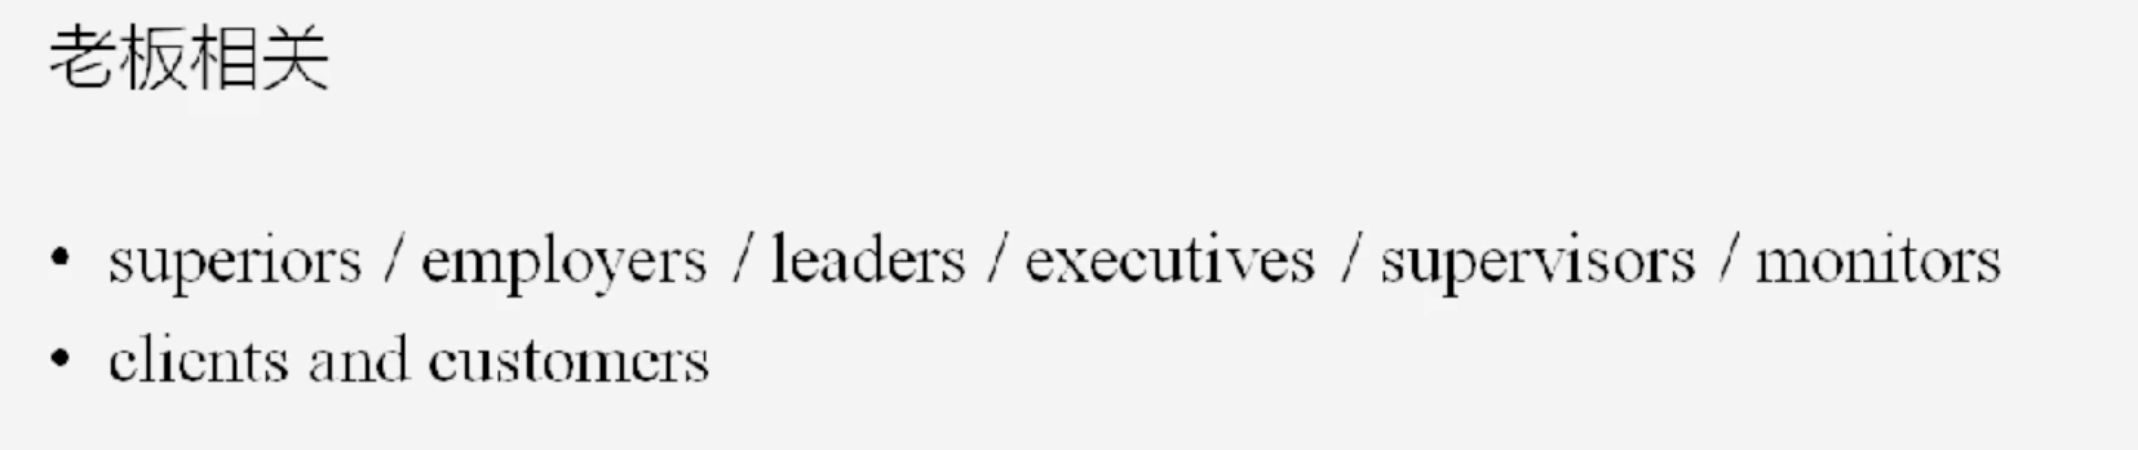 老板相关
• superiors / employers / leaders / executives / supervisors / monitors
• clients and customers